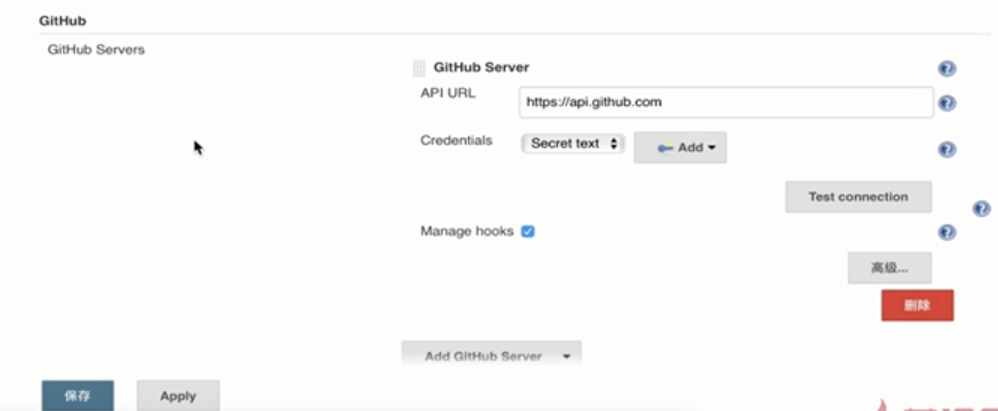 GitHub
GitHub Servers
GitHub Server
API URL
https://api.github.com
Credentials
Secret text
Add
Test connection
Manage hooks
高级...
删除
Add GitHub Server
保存
Apply